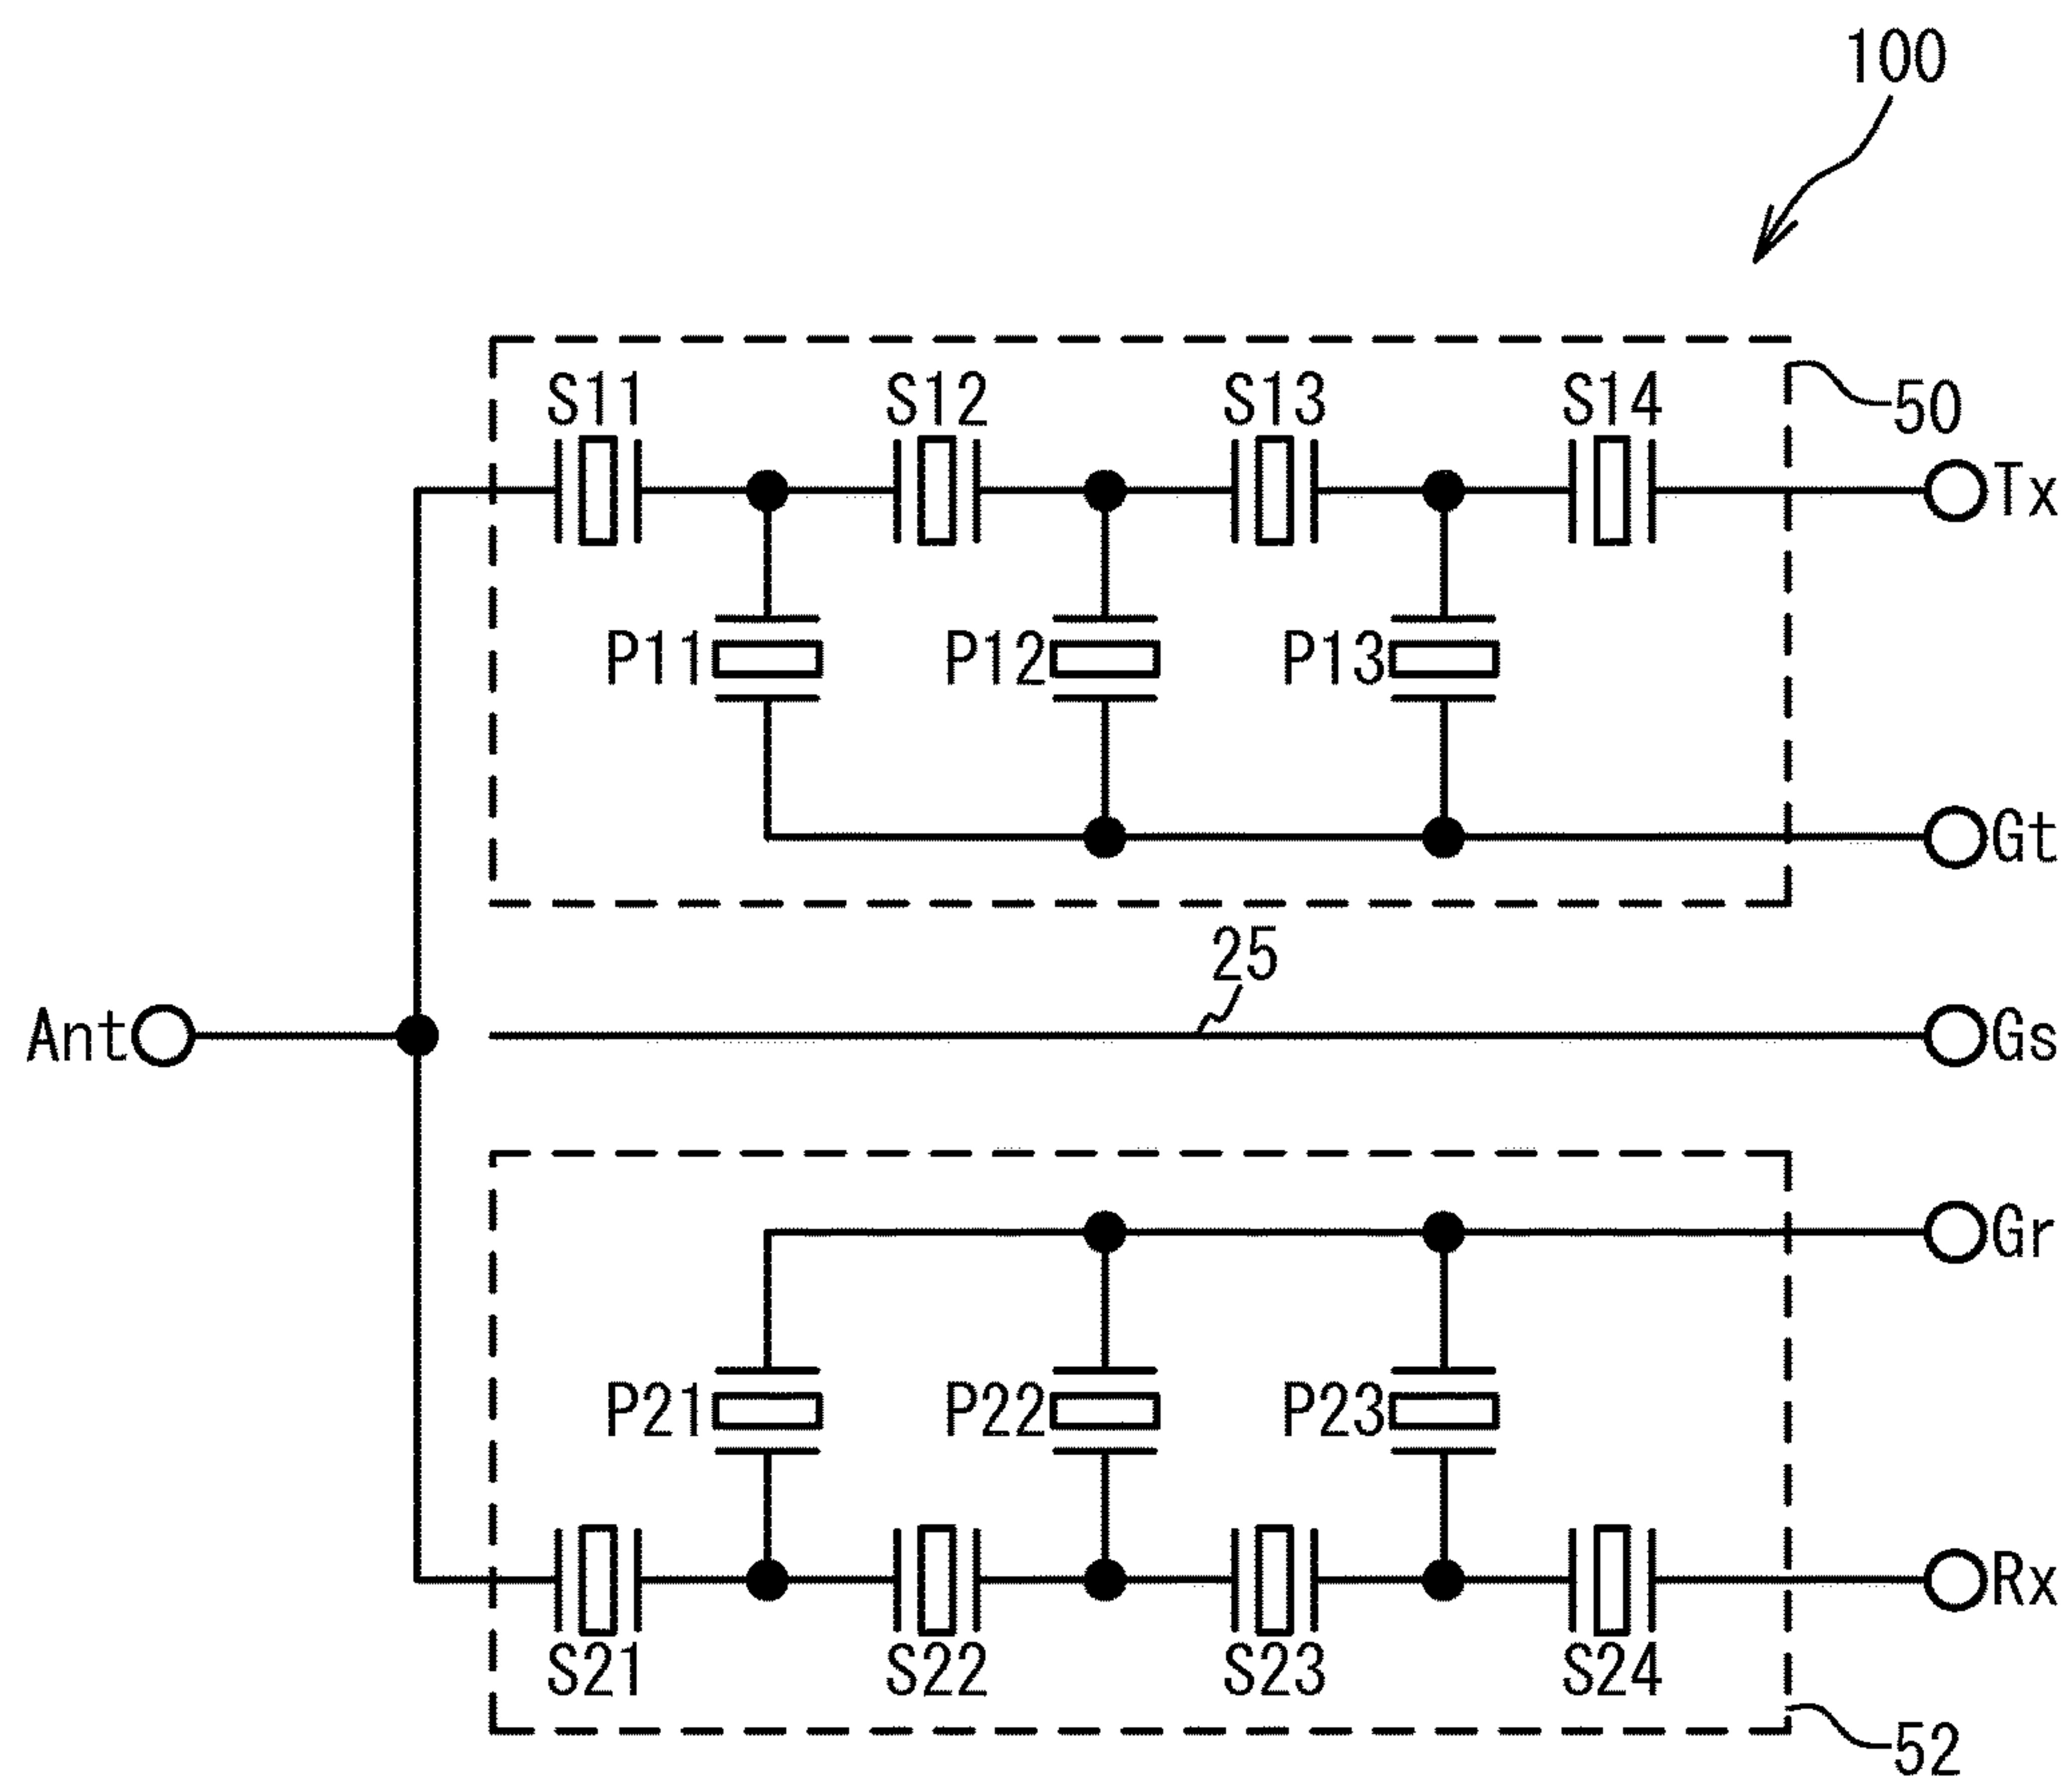 100
S11 S12 S13 S14
50
Tx
P11 P12 P13
Gt
25
Ant
Gs
Gr
P21 P22 P23
Rx
S21 S22 S23 S24
52